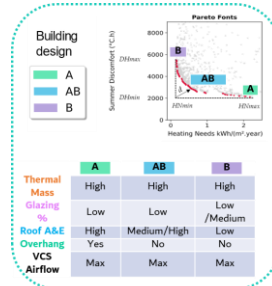 Building
design
A
AB
B
Pareto Fonts
Summer Discomfort (°C.h)
8000
6000
4000
2000
0
DHmax
DHmin
B
AB
A
0
1
2
HDmin
HDmax
Heating Needs kWh/(m².year)
A AB B
Thermal Mass High High High
Glazing % Low Low Low /Medium
Roof A&E High Medium/High Low
Overhang Yes No No
VCS Airflow Max Max Max